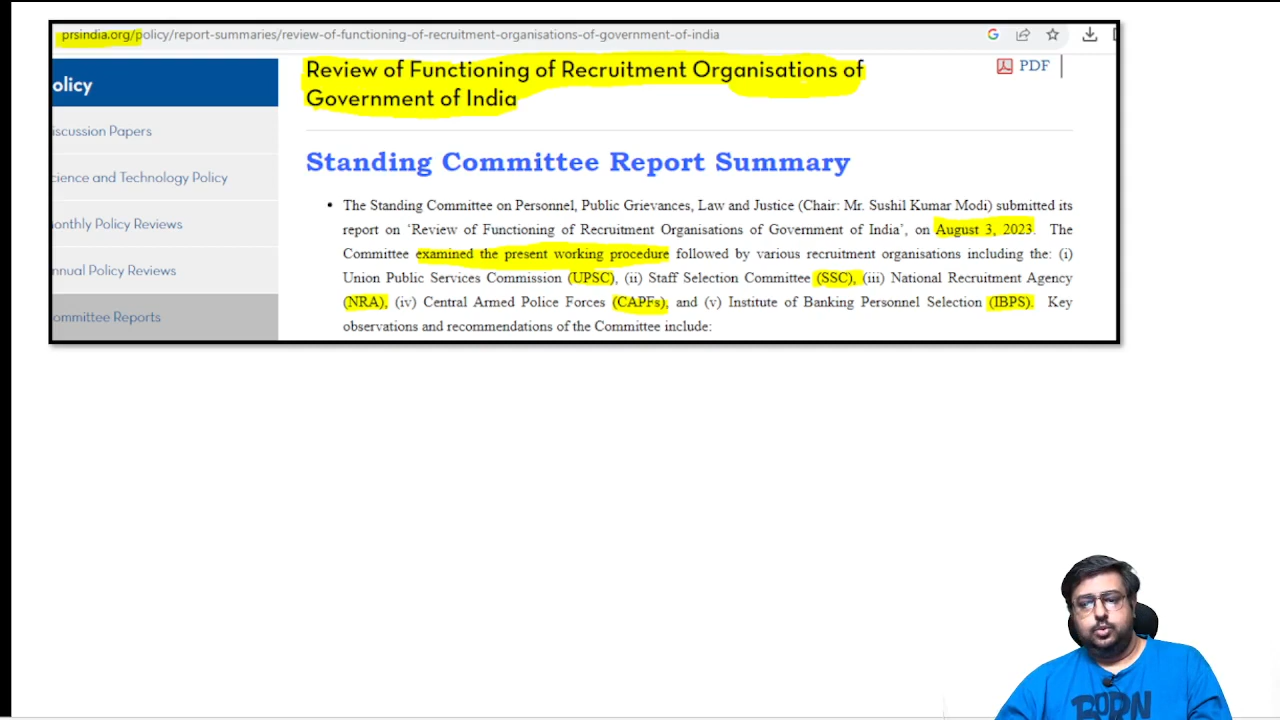 prsindia.org/policy/report-summaries/review-of-functioning-of-recruitment-organisations-of-government-of-india
Review of Functioning of Recruitment Organisations of
Government of India
PDF
olicy
iscussion Papers
cience and Technology Policy
onthly Policy Reviews
nnual Policy Reviews
ommittee Reports
Standing Committee Report Summary
• The Standing Committee on Personnel, Public Grievances, Law and Justice (Chair: Mr. Sushil Kumar Modi) submitted its
report on ‘Review of Functioning of Recruitment Organisations of Government of India’, on August 3, 2023. The
Committee examined the present working procedure followed by various recruitment organisations including the: (i)
Union Public Services Commission (UPSC), (ii) Staff Selection Committee (SSC), (iii) National Recruitment Agency
(NRA), (iv) Central Armed Police Forces (CAPFs), and (v) Institute of Banking Personnel Selection (IBPS). Key
observations and recommendations of the Committee include:
BORN